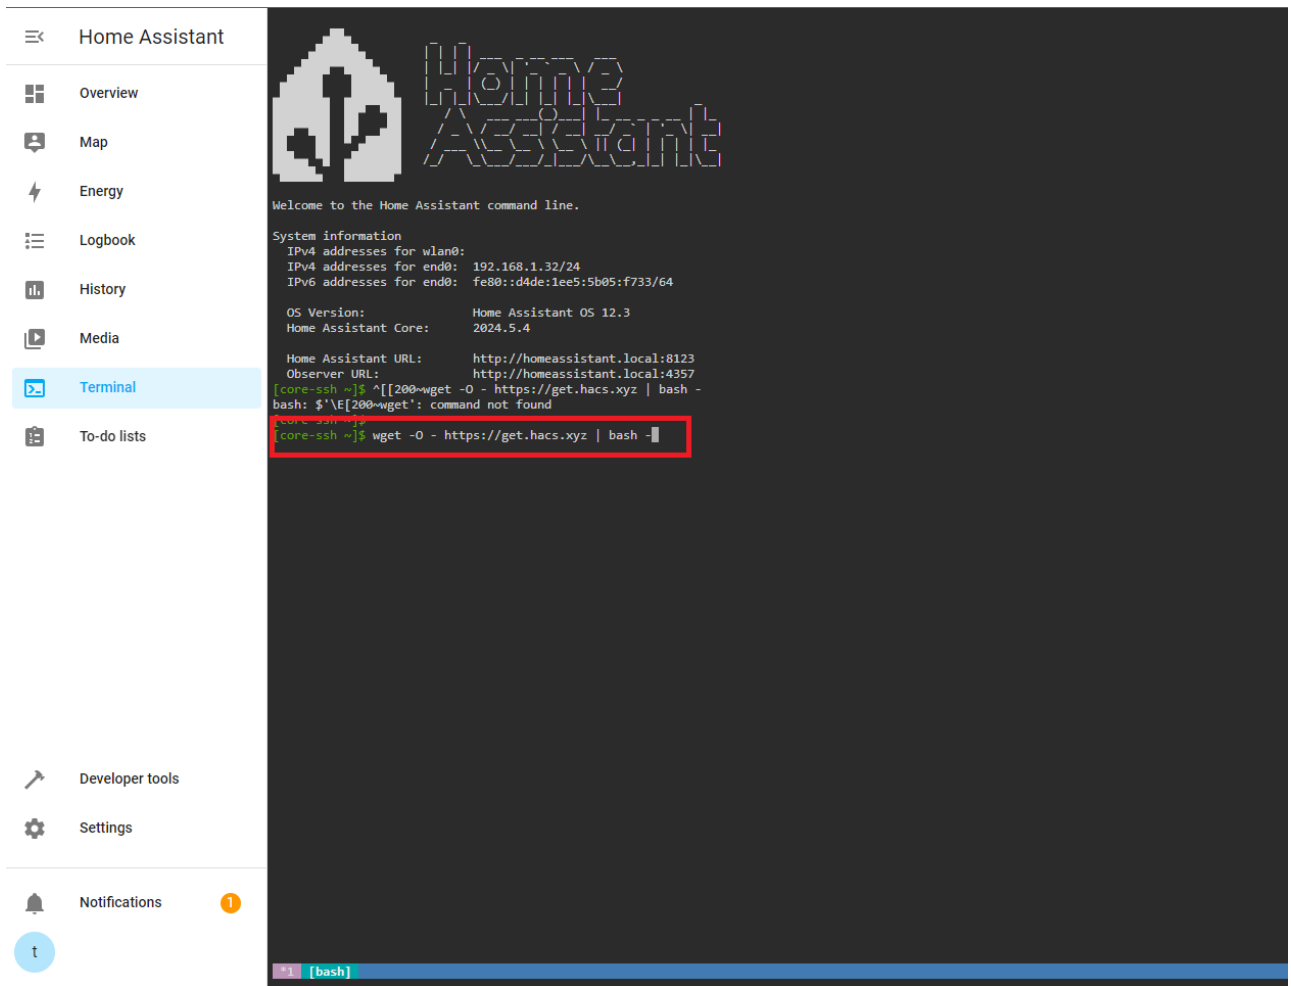 Home Assistant
Overview
Map
Energy
Logbook
History
Media
Terminal
To-do lists
Developer tools
Settings
Notifications
1
t
Home
Assistant
Welcome to the Home Assistant command line.
System information
IPv4 addresses for wlan0:
IPv4 addresses for end0: 192.168.1.32/24
IPv6 addresses for end0: fe80::d4de:1ee5:5b05:f733/64
OS Version: Home Assistant OS 12.3
Home Assistant Core: 2024.5.4
Home Assistant URL: http://homeassistant.local:8123
Observer URL: http://homeassistant.local:4357
[core-ssh ~]$ ^[[200~wget -O - https://get.hacs.xyz | bash -
bash: $'\E[200~wget': command not found
[core-ssh ~]$
[core-ssh ~]$ wget -O - https://get.hacs.xyz | bash -
*1 [bash]